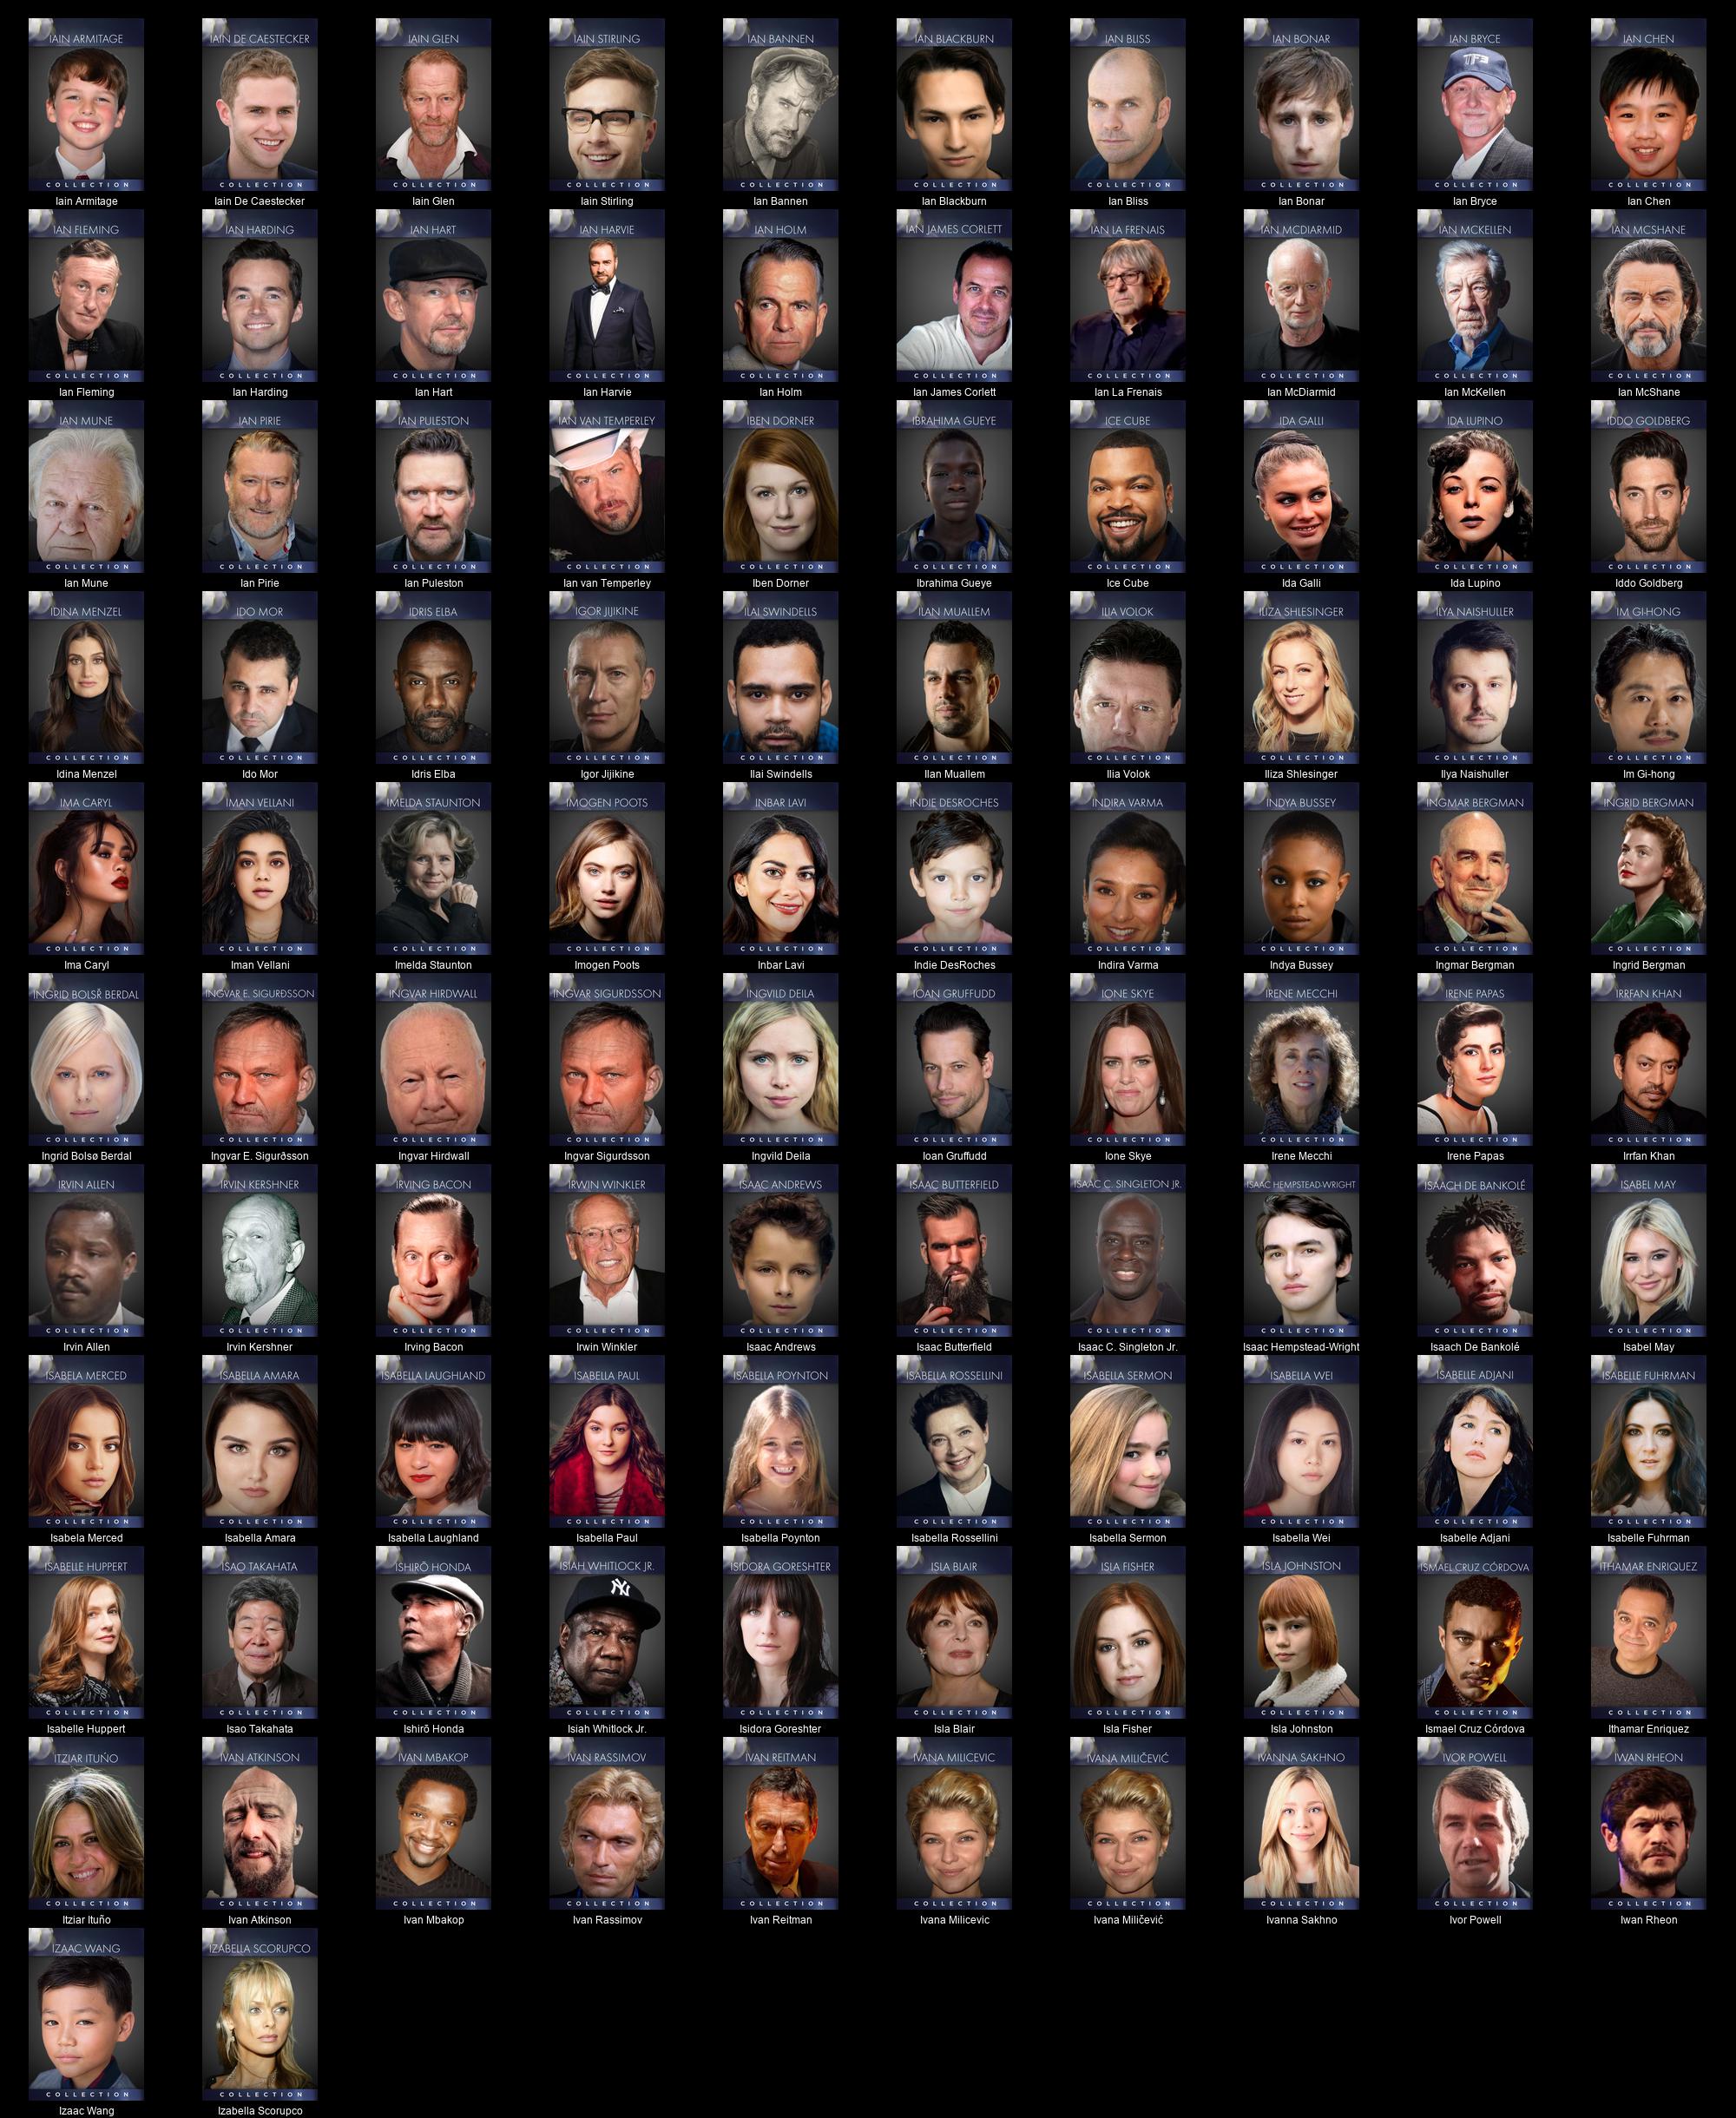 IAIN ARMITAGE IAIN DE CAESTECKER IAIN GLEN IAIN STIRLING IAN BANNEN IAN BLACKBURN IAN BLISS IAN BONAR IAN BRYCE IAN CHEN
COLLECTION COLLECTION COLLECTION COLLECTION COLLECTION COLLECTION COLLECTION COLLECTION COLLECTION COLLECTION
Iain Armitage Iain De Caestecker Iain Glen Iain Stirling Ian Bannen Ian Blackburn Ian Bliss Ian Bonar Ian Bryce Ian Chen
IAN FLEMING IAN HARDING IAN HART IAN HARVIE IAN HOLM IAN JAMES CORLETT IAN LA FRENAIS IAN MCDIARMID IAN MCKELLEN IAN MCSHANE
COLLECTION COLLECTION COLLECTION COLLECTION COLLECTION COLLECTION COLLECTION COLLECTION COLLECTION COLLECTION
Ian Fleming Ian Harding Ian Hart Ian Harvie Ian Holm Ian James Corlett Ian La Frenais Ian McDiarmid Ian McKellen Ian McShane
IAN MUNE IAN PIRIE IAN PULESTON IAN VAN TEMPERLEY IBEN DORNER IBRAHIMA GUEYE ICE CUBE IDA GALLI IDA LUPINO IDDO GOLDBERG
COLLECTION COLLECTION COLLECTION COLLECTION COLLECTION COLLECTION COLLECTION COLLECTION COLLECTION COLLECTION
Ian Mune Ian Pirie Ian Puleston Ian van Temperley Iben Dorner Ibrahima Gueye Ice Cube Ida Galli Ida Lupino Iddo Goldberg
IDINA MENZEL IDO MOR IDRIS ELBA IGOR JIJIKINE ILAI SWINDELLS ILAN MUALLEM ILIA VOLOK ILIZA SHLESINGER ILYA NAISHULLER IM GI-HONG
COLLECTION COLLECTION COLLECTION COLLECTION COLLECTION COLLECTION COLLECTION COLLECTION COLLECTION COLLECTION
Idina Menzel Ido Mor Idris Elba Igor Jijikine Ilai Swindells Ilan Muallem Ilia Volok Iliza Shlesinger Ilya Naishuller Im Gi-hong
IMA CARYL IMAN VELLANI IMELDA STAUNTON IMOGEN POOTS INBAR LAVI INDIE DESROCHES INDIRA VARMA INDYA BUSSEY INGMAR BERGMAN INGRID BERGMAN
COLLECTION COLLECTION COLLECTION COLLECTION COLLECTION COLLECTION COLLECTION COLLECTION COLLECTION COLLECTION
Ima Caryl Iman Vellani Imelda Staunton Imogen Poots Inbar Lavi Indie DesRoches Indira Varma Indya Bussey Ingmar Bergman Ingrid Bergman
INGRID BOLSŘ BERDAL INGVAR E. SIGURÐSSON INGVAR HIRDWALL INGVAR SIGURDSSON INGVILD DEILA IOAN GRUFFUDD IONE SKYE IRENE MECCHI IRENE PAPAS IRRFAN KHAN
COLLECTION COLLECTION COLLECTION COLLECTION COLLECTION COLLECTION COLLECTION COLLECTION COLLECTION COLLECTION
Ingrid Bolsø Berdal Ingvar E. Sigurðsson Ingvar Hirdwall Ingvar Sigurdsson Ingvild Deila Ioan Gruffudd Ione Skye Irene Mecchi Irene Papas Irrfan Khan
IRVIN ALLEN IRVIN KERSHNER IRVING BACON IRWIN WINKLER ISAAC ANDREWS ISAAC BUTTERFIELD ISAAC C. SINGLETON JR. ISAAC HEMPSTEAD-WRIGHT ISAACH DE BANKOLÉ ISABEL MAY
COLLECTION COLLECTION COLLECTION COLLECTION COLLECTION COLLECTION COLLECTION COLLECTION COLLECTION COLLECTION
Irvin Allen Irvin Kershner Irving Bacon Irwin Winkler Isaac Andrews Isaac Butterfield Isaac C. Singleton Jr. Isaac Hempstead-Wright Isaach De Bankolé Isabel May
ISABELA MERCED ISABELLA AMARA ISABELLA LAUGHLAND ISABELLA PAUL ISABELLA POYNTON ISABELLA ROSSELLINI ISABELLA SERMON ISABELLA WEI ISABELLE ADJANI ISABELLE FUHRMAN
COLLECTION COLLECTION COLLECTION COLLECTION COLLECTION COLLECTION COLLECTION COLLECTION COLLECTION COLLECTION
Isabela Merced Isabella Amara Isabella Laughland Isabella Paul Isabella Poynton Isabella Rossellini Isabella Sermon Isabella Wei Isabelle Adjani Isabelle Fuhrman
ISABELLE HUPPERT ISAO TAKAHATA ISHIRŌ HONDA ISIAH WHITLOCK JR. ISIDORA GORESHTER ISLA BLAIR ISLA FISHER ISLA JOHNSTON ISMAEL CRUZ CÓRDOVA ITHAMAR ENRIQUEZ
NY
COLLECTION COLLECTION COLLECTION COLLECTION COLLECTION COLLECTION COLLECTION COLLECTION COLLECTION COLLECTION
Isabelle Huppert Isao Takahata Ishirō Honda Isiah Whitlock Jr. Isidora Goreshter Isla Blair Isla Fisher Isla Johnston Ismael Cruz Córdova Ithamar Enriquez
ITZIAR ITUÑO IVAN ATKINSON IVAN MBAKOP IVAN RASSIMOV IVAN REITMAN IVANA MILICEVIC IVANA MILIČEVIĆ IVANNA SAKHNO IVOR POWELL IWAN RHEON
COLLECTION COLLECTION COLLECTION COLLECTION COLLECTION COLLECTION COLLECTION COLLECTION COLLECTION COLLECTION
Itziar Ituño Ivan Atkinson Ivan Mbakop Ivan Rassimov Ivan Reitman Ivana Milicevic Ivana Miličević Ivanna Sakhno Ivor Powell Iwan Rheon
IZAAC WANG IZABELLA SCORUPCO
COLLECTION COLLECTION
Izaac Wang Izabella Scorupco